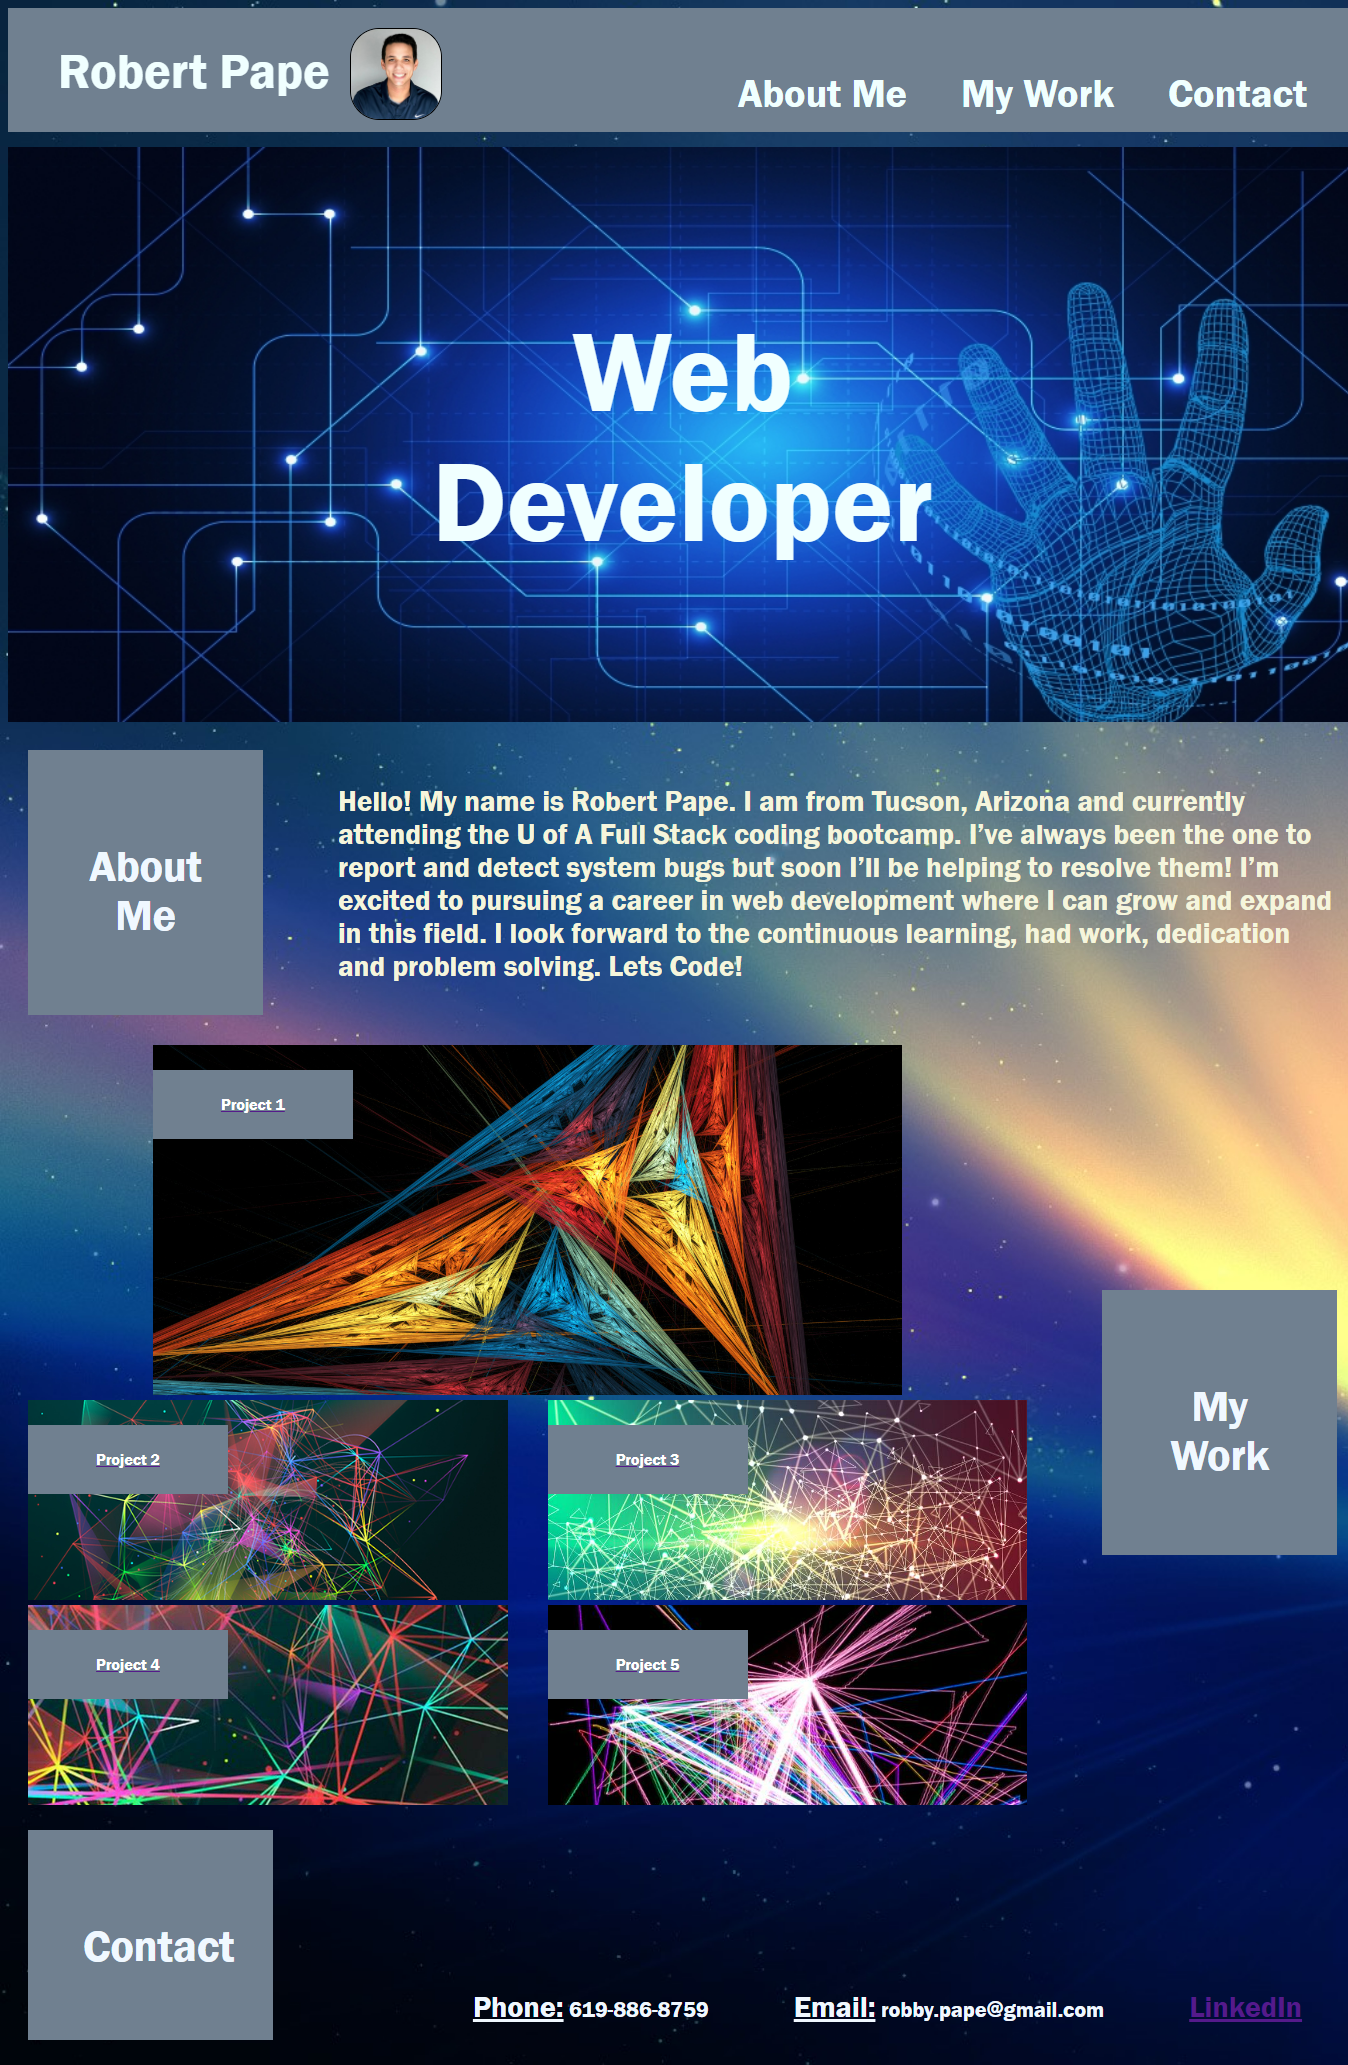 Robert Pape
About Me
My Work
Contact
Web
Developer
About
Me
Hello! My name is Robert Pape. I am from Tucson, Arizona and currently
attending the U of A Full Stack coding bootcamp. I’ve always been the one to
report and detect system bugs but soon I’ll be helping to resolve them! I’m
excited to pursuing a career in web development where I can grow and expand
in this field. I look forward to the continuous learning, had work, dedication
and problem solving. Lets Code!
Project 1
My
Work
Project 2
Project 3
Project 4
Project 5
Contact
Phone: 619-886-8759
Email: robby.pape@gmail.com
LinkedIn